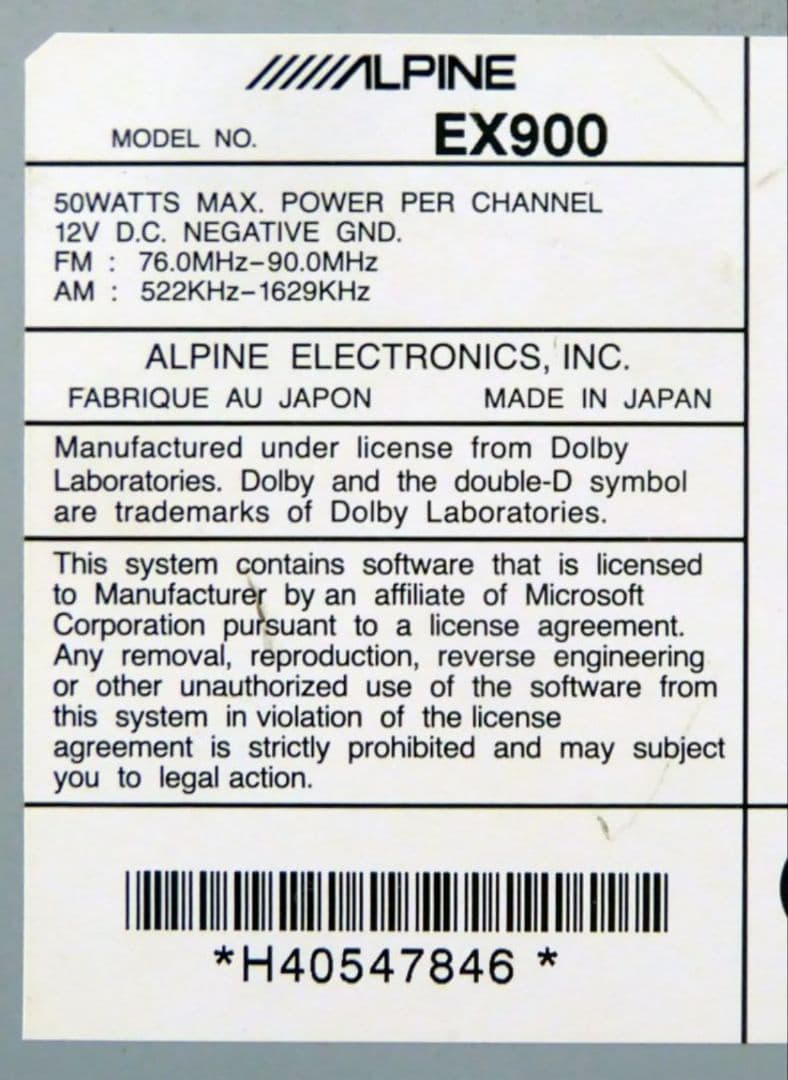 ALPINE
MODEL NO. EX900
50WATTS MAX. POWER PER CHANNEL
12V D.C. NEGATIVE GND.
FM : 76.0MHz-90.0MHz
AM : 522KHz-1629KHz
ALPINE ELECTRONICS, INC.
FABRIQUE AU JAPON MADE IN JAPAN
Manufactured under license from Dolby
Laboratories. Dolby and the double-D symbol
are trademarks of Dolby Laboratories.
This system contains software that is licensed
to Manufacturer by an affiliate of Microsoft
Corporation pursuant to a license agreement.
Any removal, reproduction, reverse engineering
or other unauthorized use of the software from
this system in violation of the license
agreement is strictly prohibited and may subject
you to legal action.
*H40547846 *